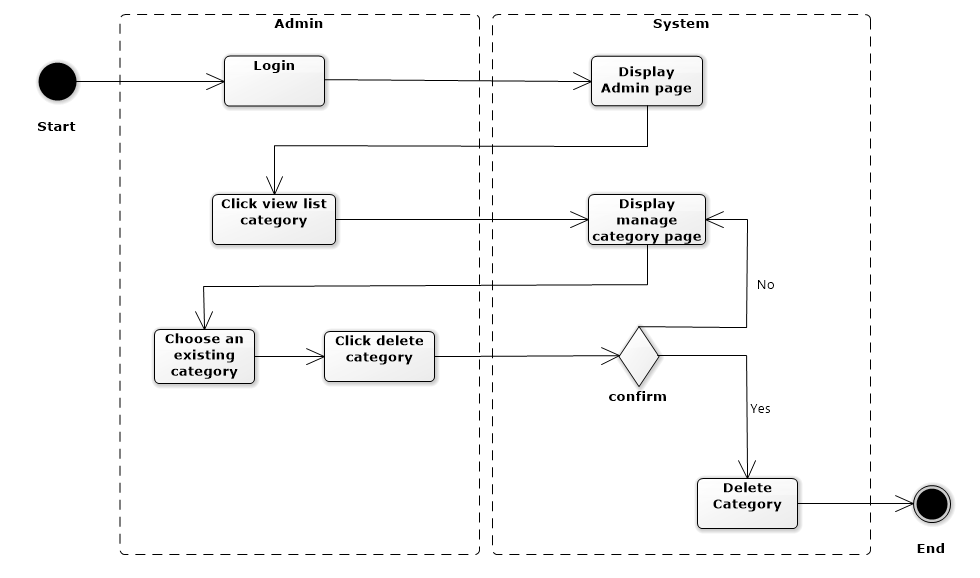 Admin
System
Login
Display
Admin page
Start
Click view list
category
Display
manage
category page
No
Choose an
existing
category
Click delete
category
confirm
Yes
Delete
Category
End